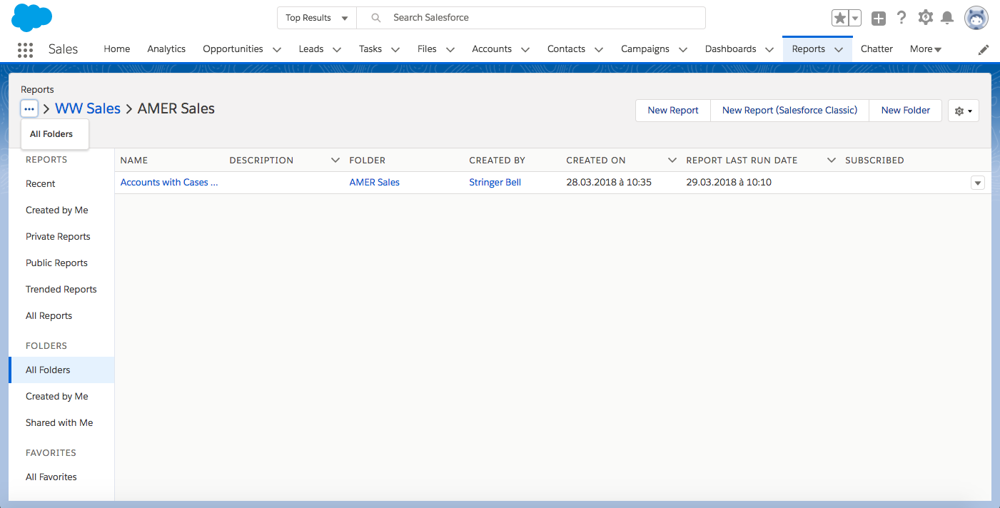 Top Results Search Salesforce
Sales Home Analytics Opportunities Leads Tasks Files Accounts Contacts Campaigns Dashboards Reports Chatter More
Reports
... > WW Sales > AMER Sales
New Report New Report (Salesforce Classic) New Folder
All Folders
REPORTS
Recent
Created by Me
Private Reports
Public Reports
Trended Reports
All Reports
FOLDERS
All Folders
Created by Me
Shared with Me
FAVORITES
All Favorites
NAME DESCRIPTION FOLDER CREATED BY CREATED ON REPORT LAST RUN DATE SUBSCRIBED
Accounts with Cases ... AMER Sales Stringer Bell 28.03.2018 à 10:35 29.03.2018 à 10:10